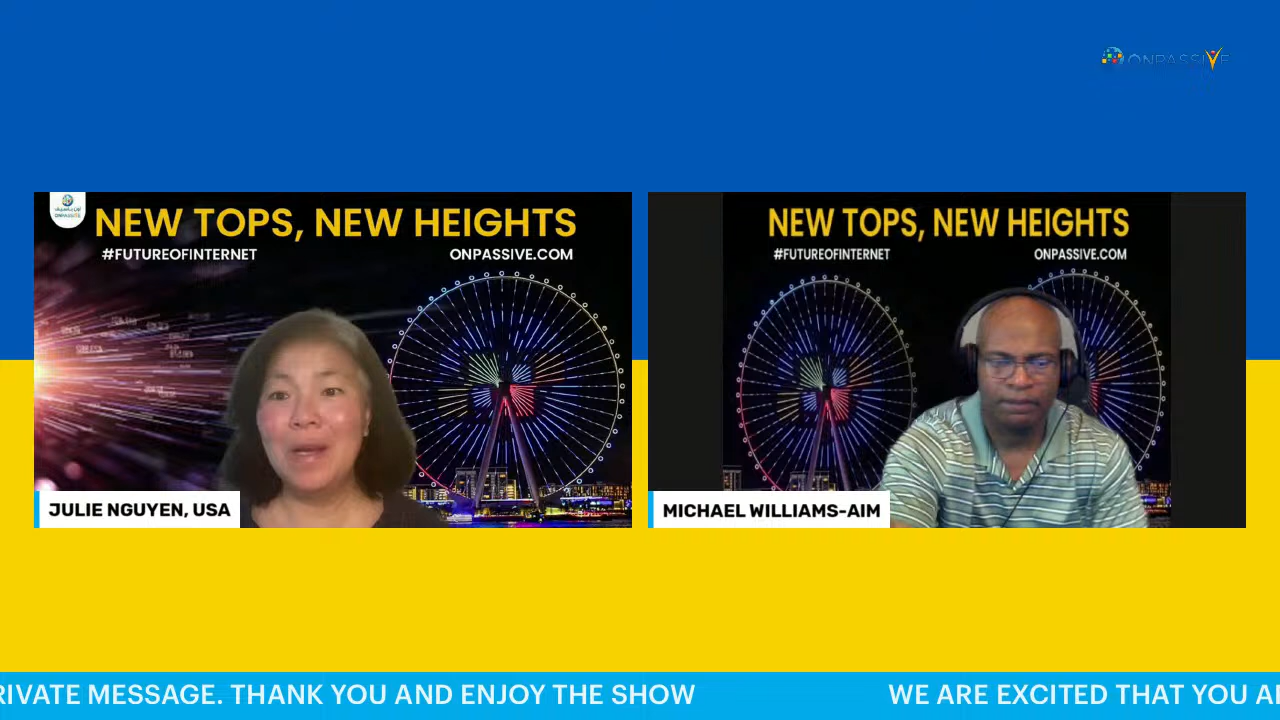 ONPASSIVE
NEW TOPS, NEW HEIGHTS
#FUTUREOFINTERNET
ONPASSIVE.COM
JULIE NGUYEN, USA
NEW TOPS, NEW HEIGHTS
#FUTUREOFINTERNET
ONPASSIVE.COM
MICHAEL WILLIAMS-AIM
RIVATE MESSAGE. THANK YOU AND ENJOY THE SHOW
WE ARE EXCITED THAT YOU A